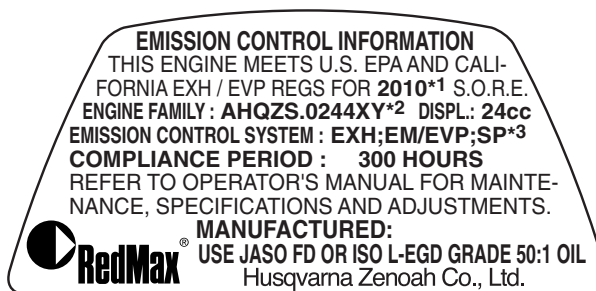 EMISSION CONTROL INFORMATION
THIS ENGINE MEETS U.S. EPA AND CALI-
FORNIA EXH / EVP REGS FOR 2010*1 S.O.R.E.
ENGINE FAMILY : AHQZS.0244XY*2 DISPL.: 24cc
EMISSION CONTROL SYSTEM : EXH;EM/EVP;SP*3
COMPLIANCE PERIOD : 300 HOURS
REFER TO OPERATOR'S MANUAL FOR MAINTE-
NANCE, SPECIFICATIONS AND ADJUSTMENTS.
MANUFACTURED:
RedMax® USE JASO FD OR ISO L-EGD GRADE 50:1 OIL
Husqvarna Zenoah Co., Ltd.